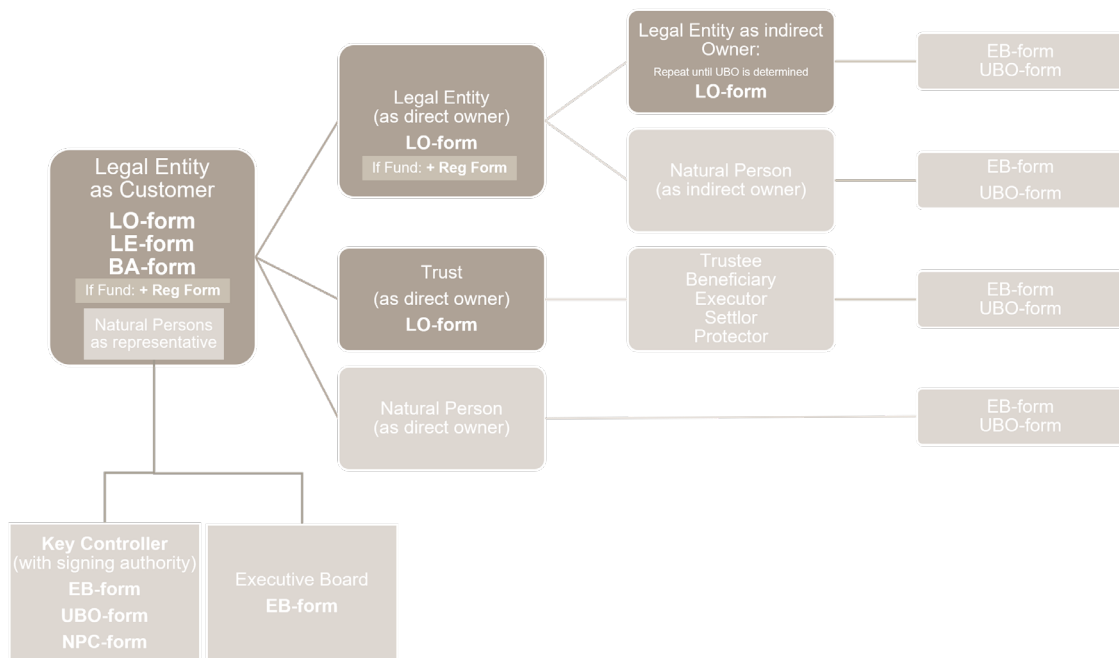 Legal Entity
as Customer
LO-form
LE-form
BA-form
If Fund: + Reg Form
Natural Persons
as representative
Key Controller
(with signing authority)
EB-form
UBO-form
NPC-form
Executive Board
EB-form
Legal Entity
(as direct owner)
LO-form
If Fund: + Reg Form
Trust
(as direct owner)
LO-form
Natural Person
(as direct owner)
Legal Entity as indirect
Owner:
Repeat until UBO is determined
LO-form
Natural Person
(as indirect owner)
Trustee
Beneficiary
Executor
Settlor
Protector
EB-form
UBO-form
EB-form
UBO-form
EB-form
UBO-form
EB-form
UBO-form